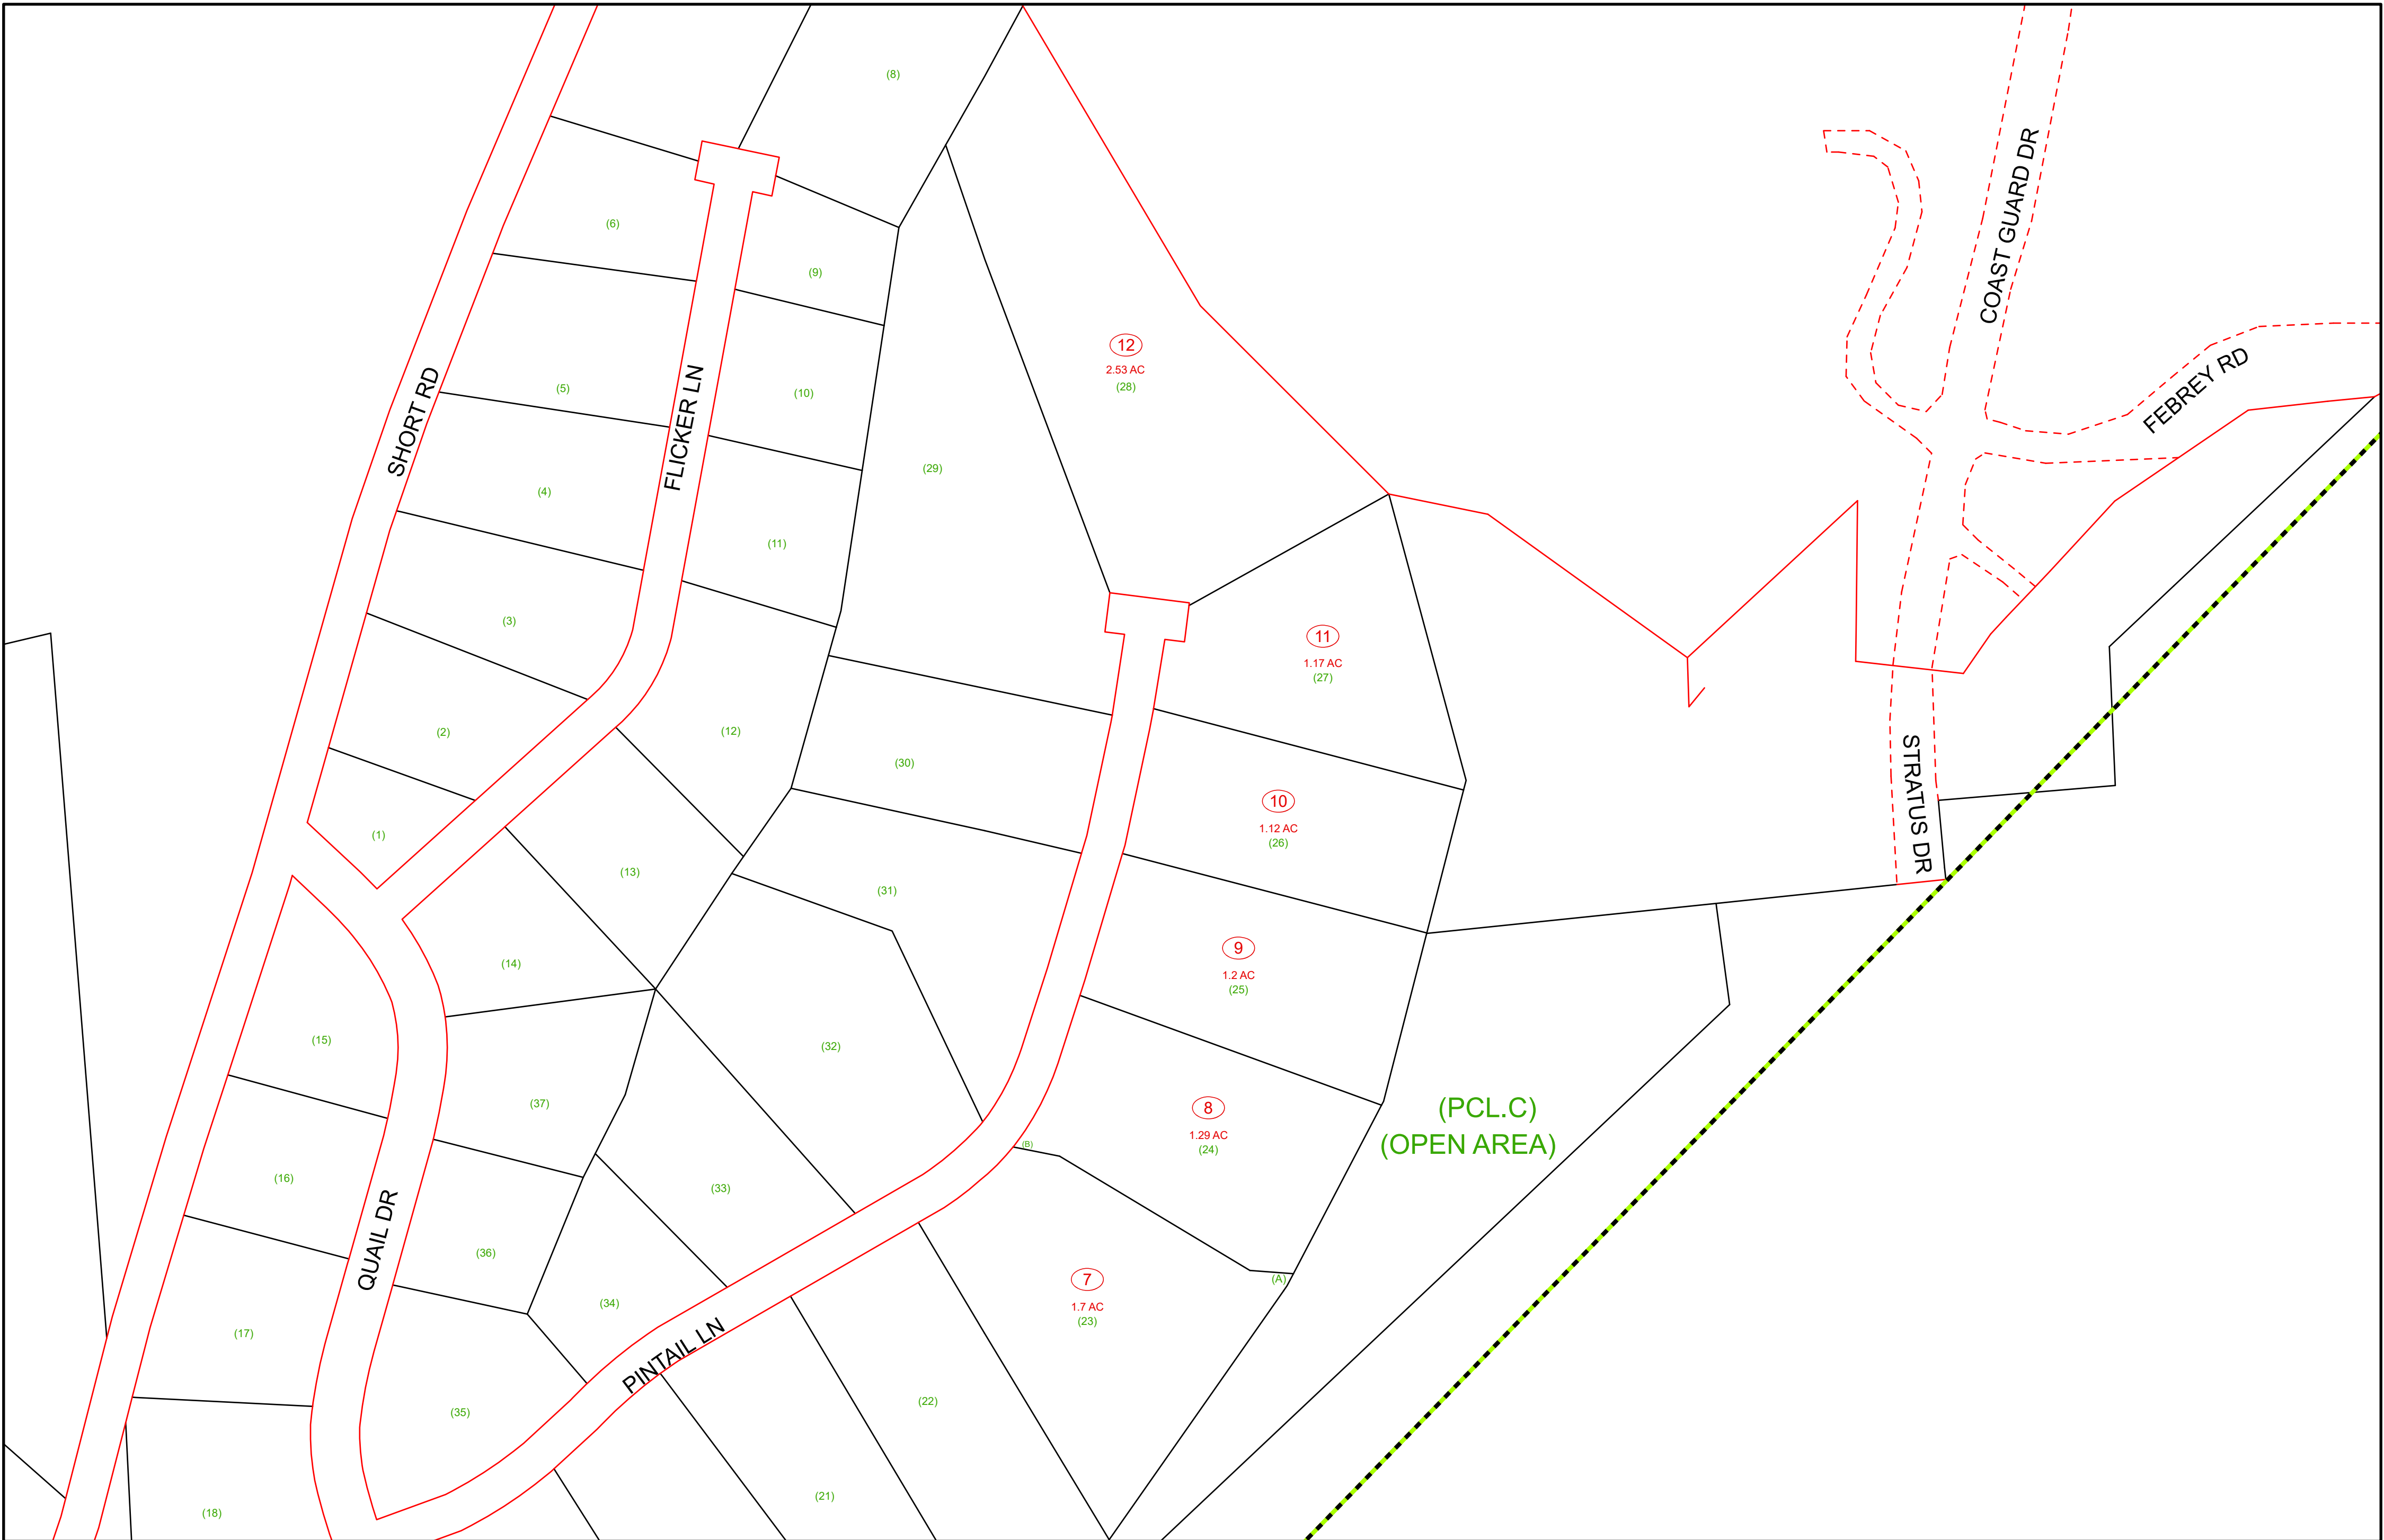 (8)
COAST GUARD DR
(6)
(9)
12
2.53 AC
(28)
FEBREY RD
(5)
(10)
SHORT RD
FLICKER LN
(29)
(4)
(11)
(3)
11
1.17 AC
(27)
(2)
(12)
(30)
10
1.12 AC
(26)
STRATUS DR
(1)
(13)
(31)
9
1.2 AC
(25)
(14)
(15)
(32)
(37)
8
1.29 AC
(24)
(PCL.C)
(OPEN AREA)
(B)
(16)
(33)
QUAIL DR
(36)
7
1.7 AC
(23)
(A)
(34)
(17)
PINTAIL LN
(35)
(22)
(21)
(18)